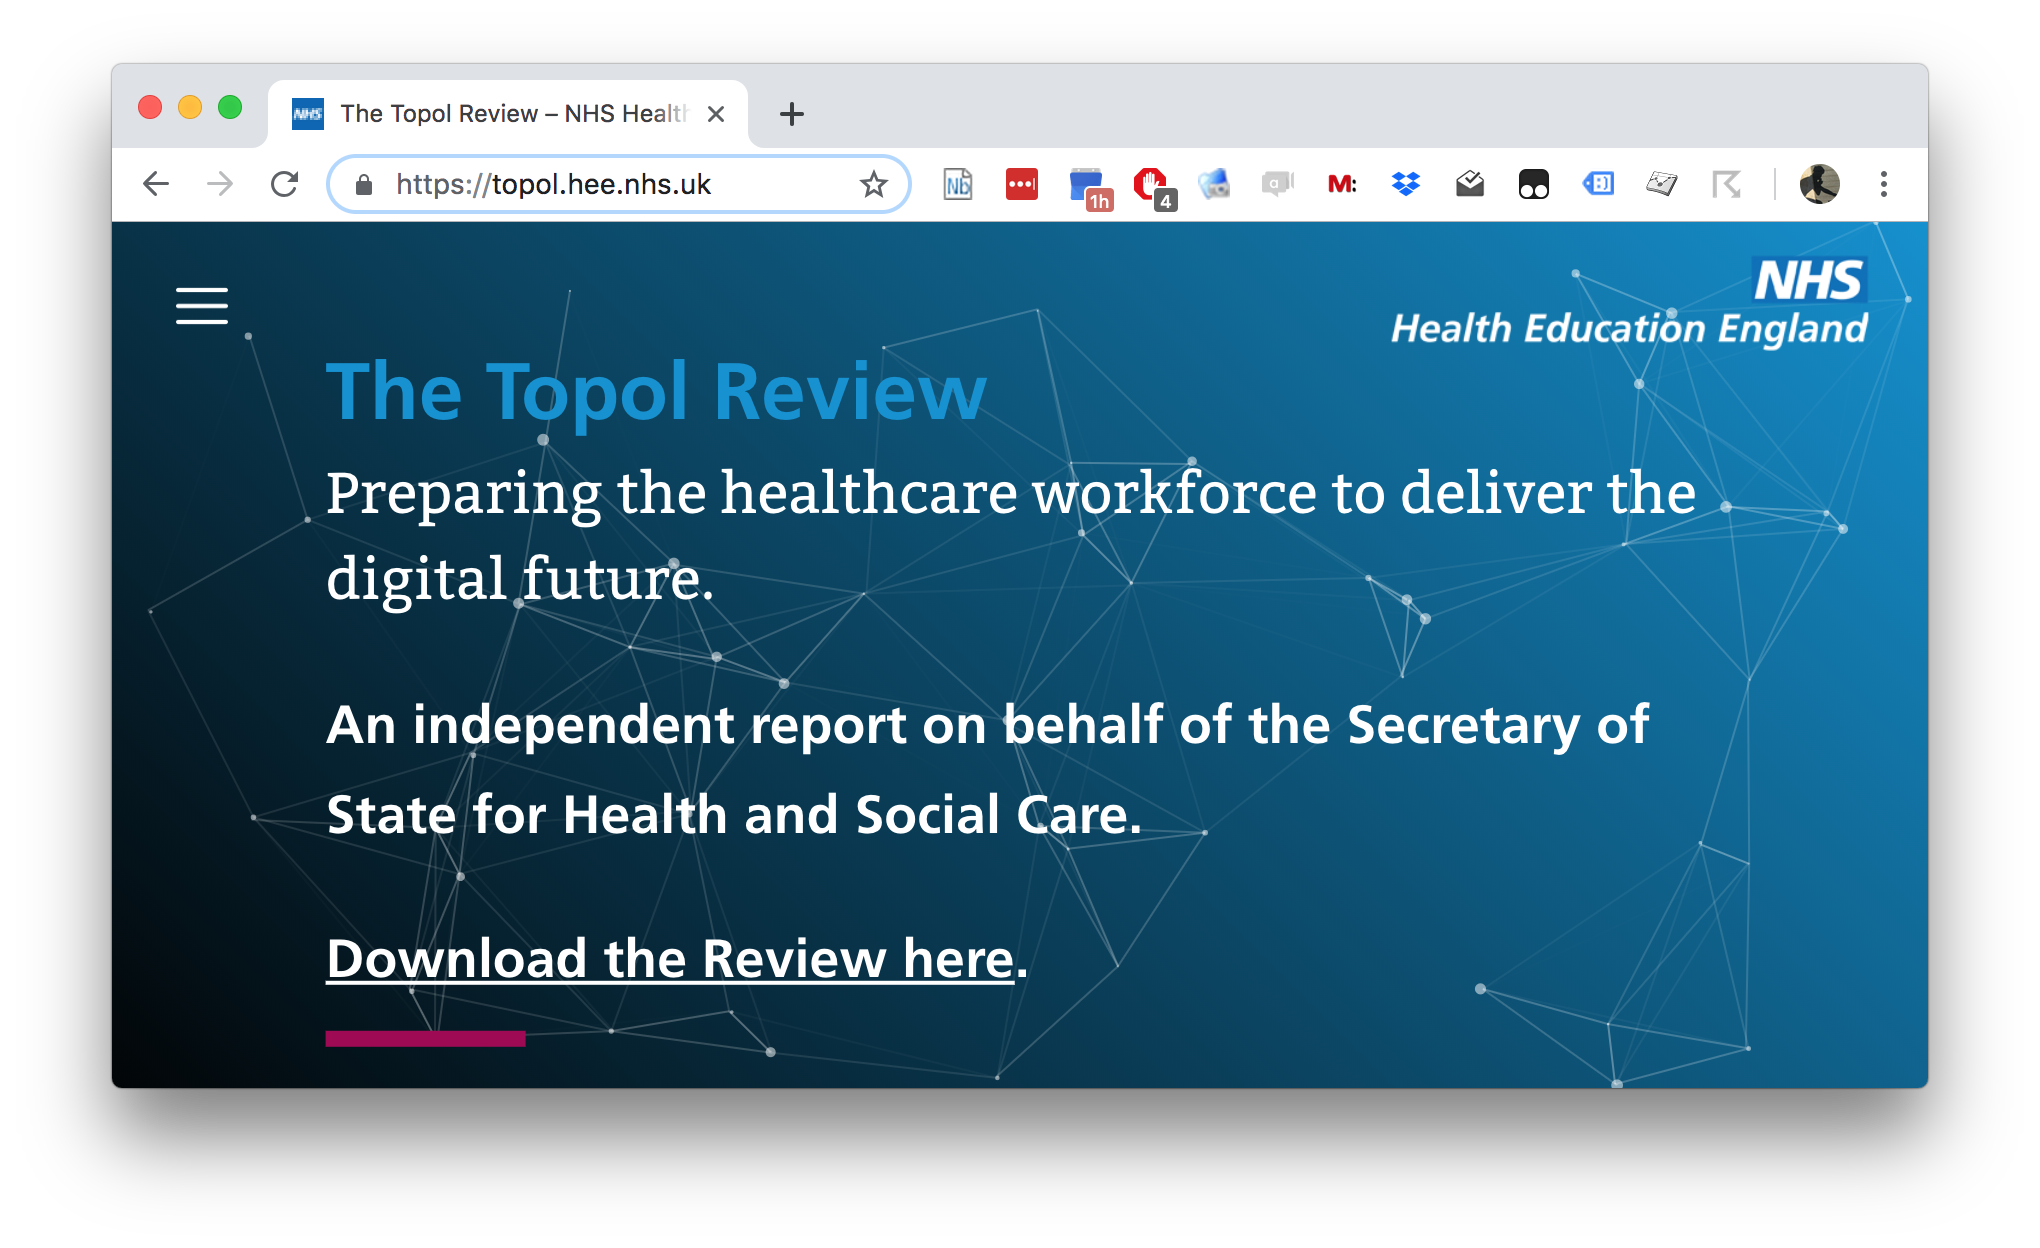 NHS The Topol Review – NHS Healt
https://topol.hee.nhs.uk
Nb
1h
4
a
M:
NHS
Health Education England
The Topol Review
Preparing the healthcare workforce to deliver the
digital future.
An independent report on behalf of the Secretary of
State for Health and Social Care.
Download the Review here.